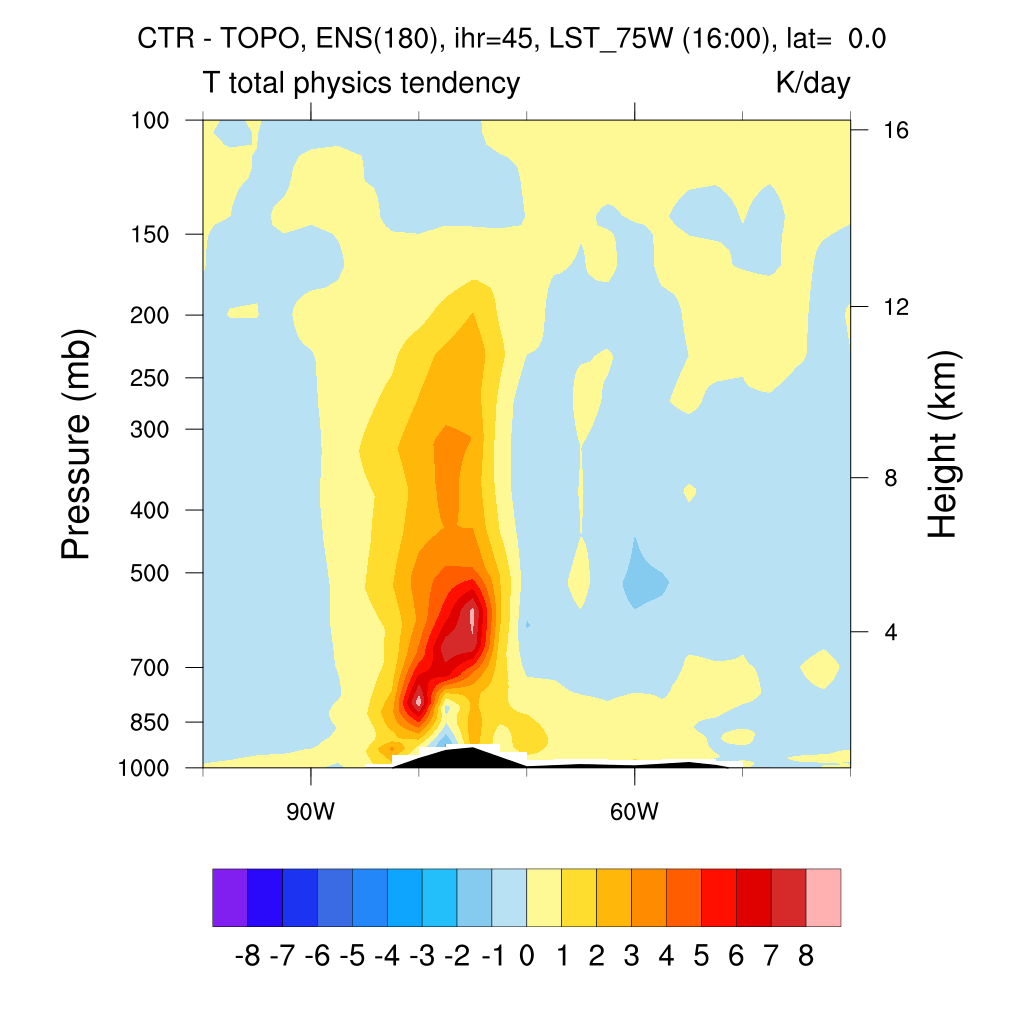 CTR - TOPO, ENS(180), ihr=45, LST_75W (16:00), lat=  0.0
T total physics tendency K/day
100
150
200
250
300
400
500
700
850
1000
Pressure (mb)
16
12
8
4
Height (km)
90W 60W
-8 -7 -6 -5 -4 -3 -2 -1 0 1 2 3 4 5 6 7 8